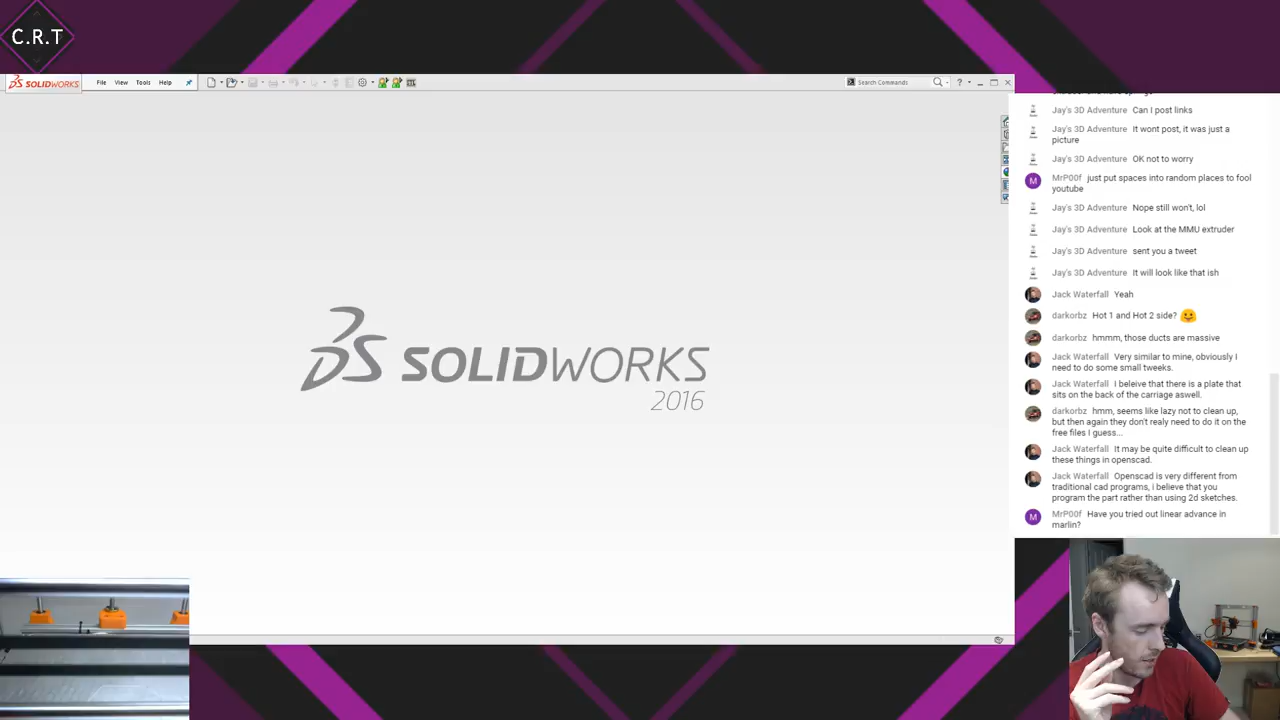 C.R.T
SOLIDWORKS File View Tools Help Search Commands
SOLIDWORKS
2016
Jay's 3D Adventure Can I post links
Jay's 3D Adventure It wont post, it was just a
picture
Jay's 3D Adventure OK not to worry
M MrP00f just put spaces into random places to fool
youtube
Jay's 3D Adventure Nope still won't, lol
Jay's 3D Adventure Look at the MMU extruder
Jay's 3D Adventure sent you a tweet
Jay's 3D Adventure It will look like that ish
Jack Waterfall Yeah
darkorbz Hot 1 and Hot 2 side?
darkorbz hmmm, those ducts are massive
Jack Waterfall Very similar to mine, obviously I
need to do some small tweeks.
Jack Waterfall i beleive that there is a plate that
sits on the back of the carriage aswell.
darkorbz hmm, seems like lazy not to clean up,
but then again they don't realy need to do it on the
free files I guess...
Jack Waterfall It may be quite difficult to clean up
these things in openscad.
Jack Waterfall Openscad is very different from
traditional cad programs, i believe that you
program the part rather than using 2d sketches.
M MrP00f Have you tried out linear advance in
marlin?